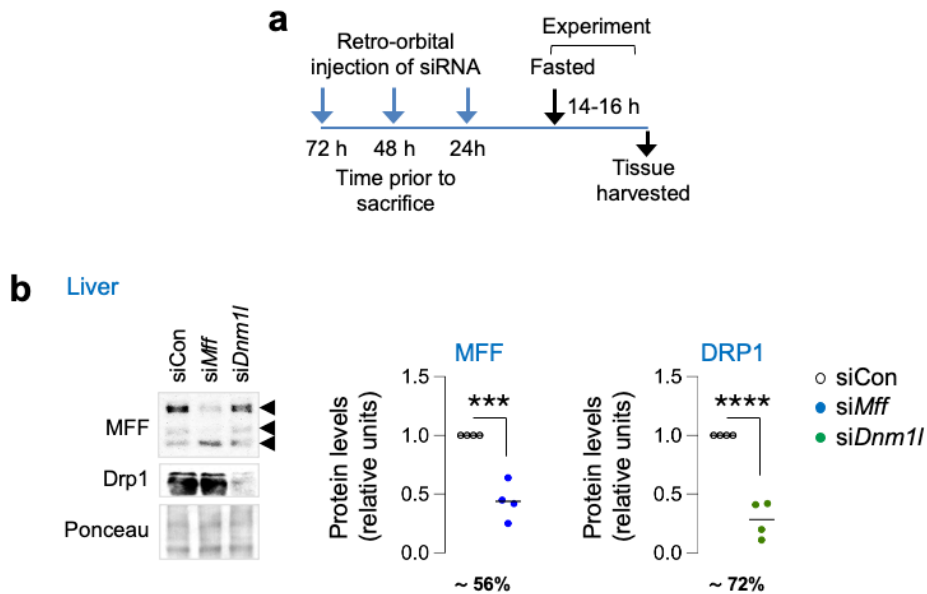 a
Experiment
Retro-orbital
injection of siRNA
Fasted
14-16 h
72 h
48 h
24h
Time prior to
sacrifice
Tissue
harvested
b
Liver
siCon
siMff
siDnm1l
MFF
Drp1
Ponceau
MFF
Protein levels
(relative units)
1.5
1.0
0.5
0.0
***
~ 56%
DRP1
Protein levels
(relative units)
1.5
1.0
0.5
0.0
****
~ 72%
siCon
siMff
siDnm1l